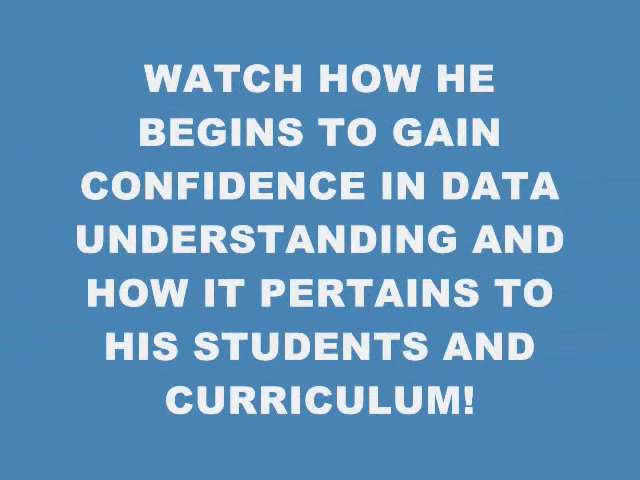 WATCH HOW HE
BEGINS TO GAIN
CONFIDENCE IN DATA
UNDERSTANDING AND
HOW IT PERTAINS TO
HIS STUDENTS AND
CURRICULUM!